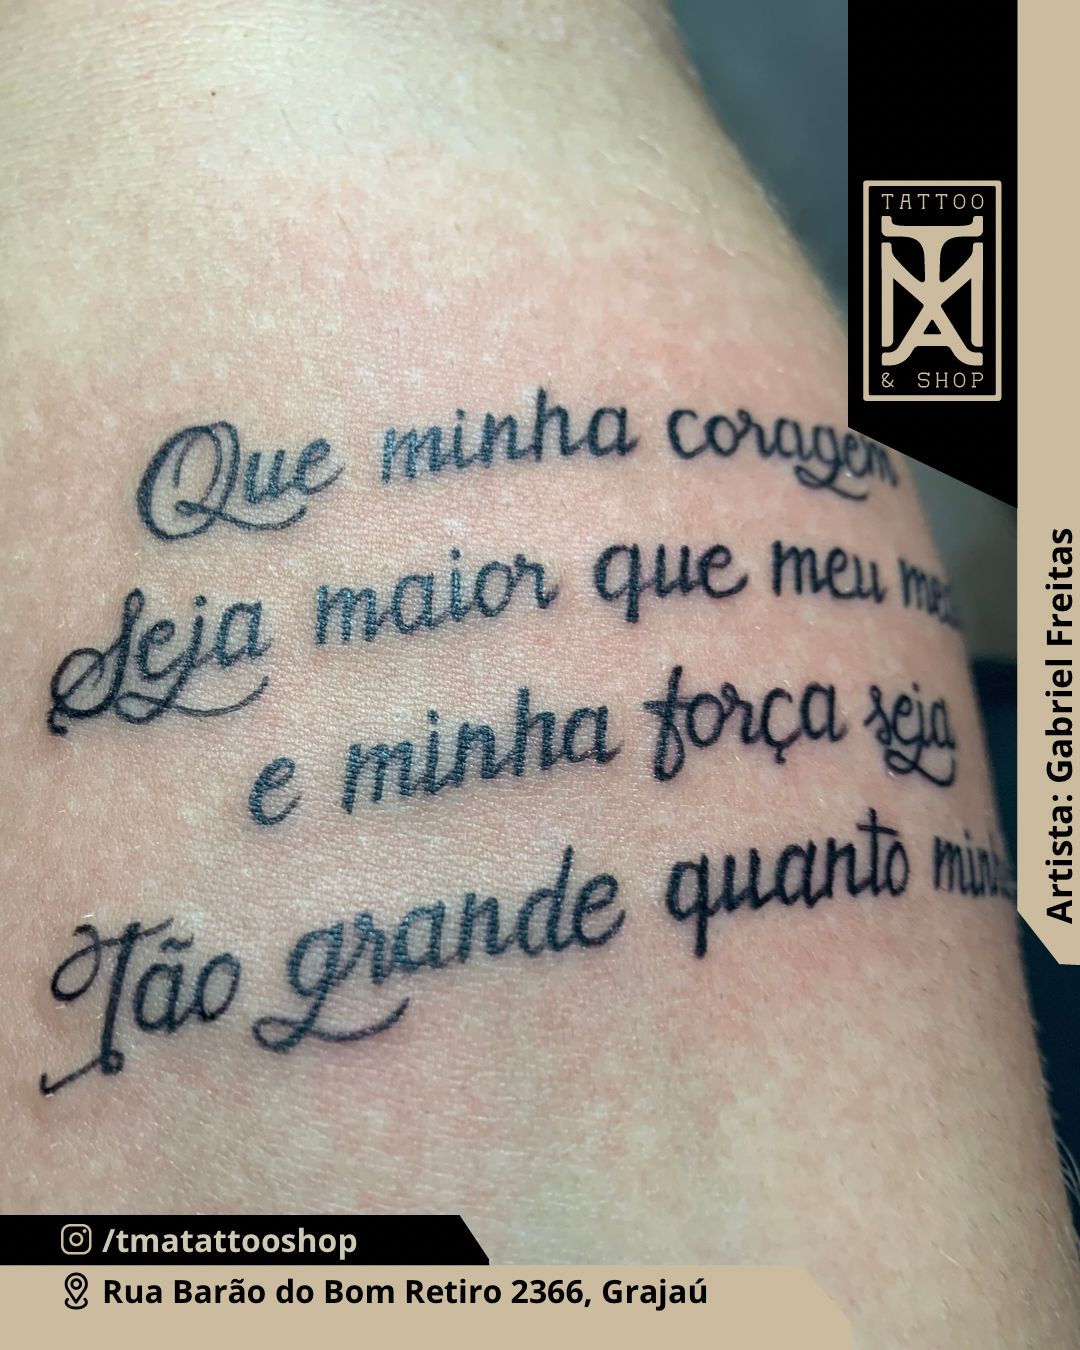 TATTOO
TMA
& SHOP
Que minha coragem
Seja maior que meu
e minha força seja
Tão grande quanto
Artista: Gabriel Freitas
/tmatattooshop
Rua Barão do Bom Retiro 2366, Grajaú